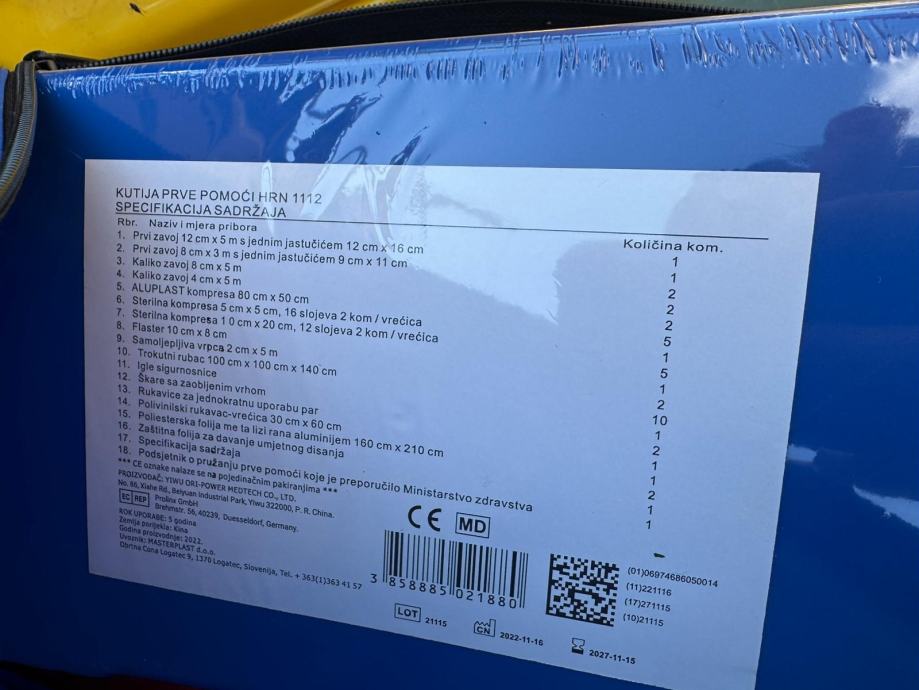 KUTIJA PRVE POMOĆI HRN 1112
SPECIFIKACIJA SADRŽAJA
Rbr. Naziv i mjera pribora Količina kom.
1. Prvi zavoj 12 cm x 5 m s jednim jastučićem 12 cm x 16 cm 1
2. Prvi zavoj 8 cm x 3 m s jednim jastučićem 9 cm x 11 cm 1
3. Kaliko zavoj 8 cm x 5 m 2
4. Kaliko zavoj 4 cm x 5 m 2
5. ALUPLAST kompresa 80 cm x 50 cm 2
6. Sterilna kompresa 5 cm x 5 cm, 16 slojeva 2 kom / vrećica 5
7. Sterilna kompresa 1 0 cm x 20 cm, 12 slojeva 2 kom / vrećica 1
8. Flaster 10 cm x 8 cm 5
9. Samoljepljiva vrpca 2 cm x 5 m 1
10. Trokutni rubac 100 cm x 100 cm x 140 cm 2
11. Igle sigurnosnice 10
12. Škare sa zaobljenim vrhom 1
13. Rukavice za jednokratnu uporabu par 2
14. Polivinilski rukavac-vrećica 30 cm x 60 cm 1
15. Poliesterska folija me ta lizi rana aluminijem 160 cm x 210 cm 1
16. Zaštitna folija za davanje umjetnog disanja 2
17. Specifikacija sadržaja 1
18. Podsjetnik o pružanju prve pomoći koje je preporučilo Ministarstvo zdravstva 1
*** CE oznake nalaze se na pojedinačnim pakiranjima ***
PROIZVOĐAČ: YIWU ORI-POWER MEDTECH CO., LTD.
No. 86, Xiahe Rd., Beiyuan Industrial Park, Yiwu 322000, P. R. China.
EC REP Prolinx GmbH
Brehmstr. 56, 40239, Duesseldorf, Germany.
ROK UPORABE: 5 godina
Zemlja porijekla: Kina
Godina proizvodnje: 2022.
Uvoznik: MASTERPLAST d.o.o.
Obrtna Cona Logatec 9, 1370 Logatec, Slovenija, Tel. + 363(1)363 41 57
CE MD
3 858885 021880
(01)06974686050014
(11)221116
(17)271115
(10)21115
LOT 21115
CN 2022-11-16
2027-11-15